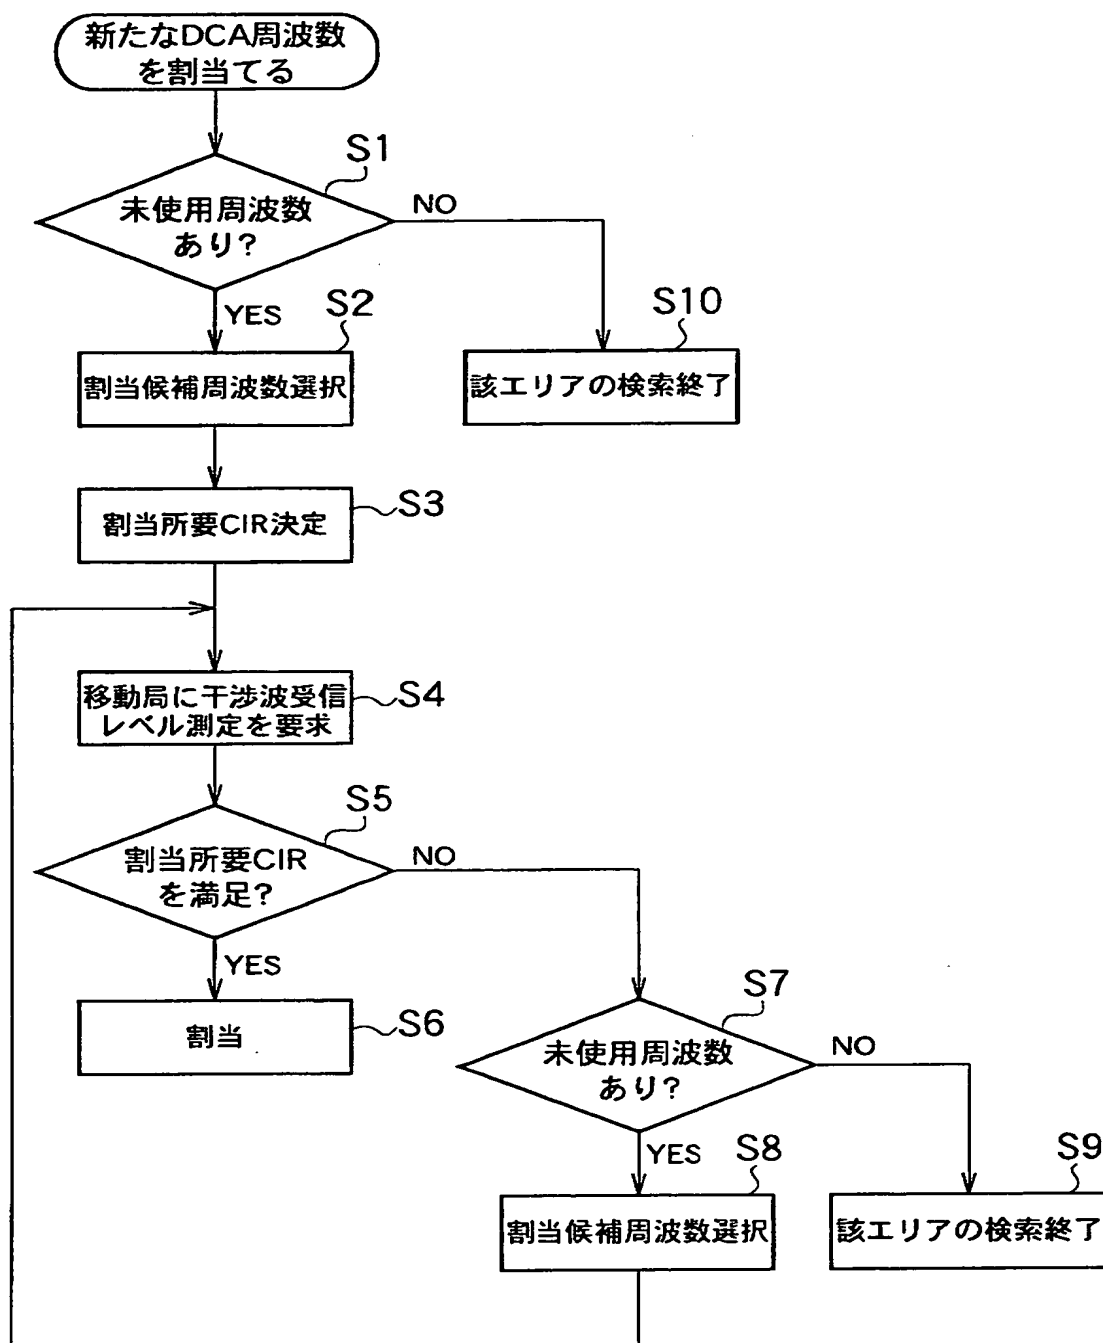 新たなDCA周波数
を割当てる
S1
未使用周波数
あり?
NO
YES
S2
割当候補周波数選択
S10
該エリアの検索終了
S3
割当所要CIR決定
S4
移動局に干渉波受信
レベル測定を要求
S5
割当所要CIR
を満足?
NO
YES
S6
割当
S7
未使用周波数
あり?
NO
YES
S8
割当候補周波数選択
S9
該エリアの検索終了